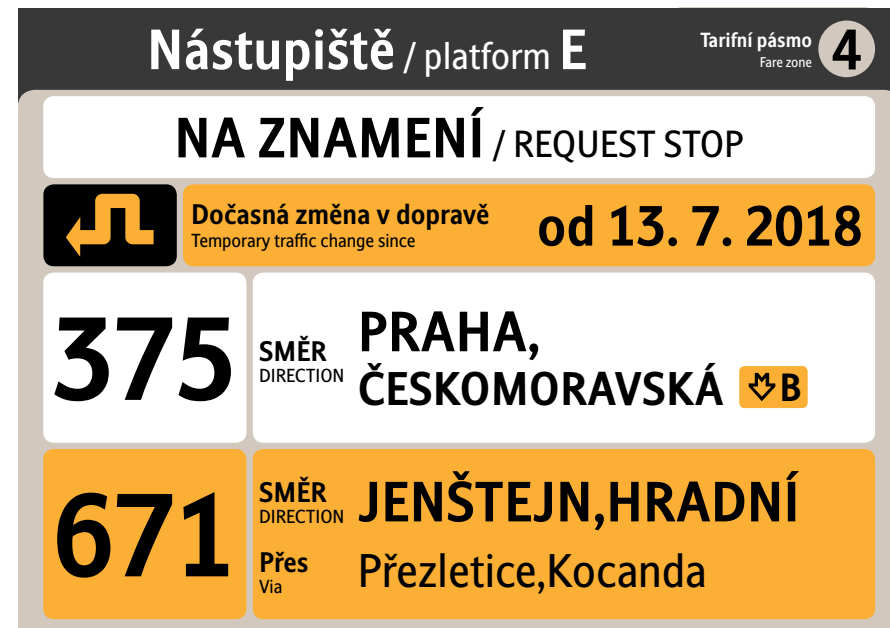 Nástupiště / platform E
Tarifní pásmo
Fare zone
4
NA ZNAMENÍ / REQUEST STOP
Dočasná změna v dopravě
Temporary traffic change since
od 13. 7. 2018
375
SMĚR
DIRECTION
PRAHA,
ČESKOMORAVSKÁ B
671
SMĚR
DIRECTION
JENŠTEJN,HRADNÍ
Přes
Via
Přezletice,Kocanda